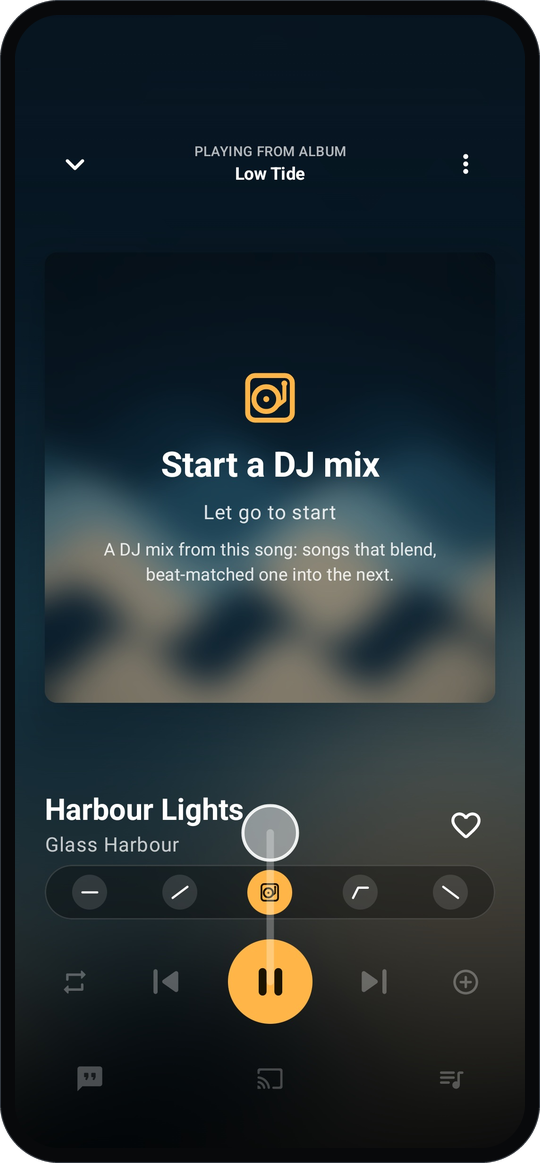 PLAYING FROM ALBUM
Low Tide
Start a DJ mix
Let go to start
A DJ mix from this song: songs that blend,
beat-matched one into the next.
Harbour Lights
Glass Harbour